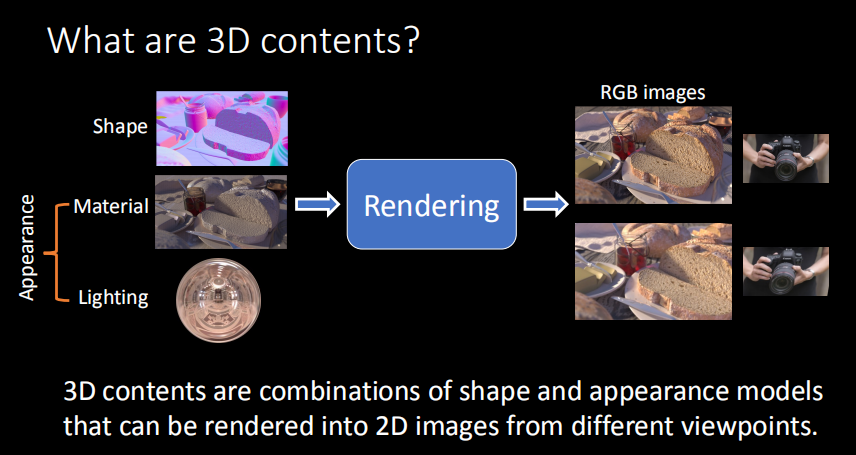 What are 3D contents?
RGB images
Shape
Material
Appearance
Lighting
Rendering
3D contents are combinations of shape and appearance models
that can be rendered into 2D images from different viewpoints.